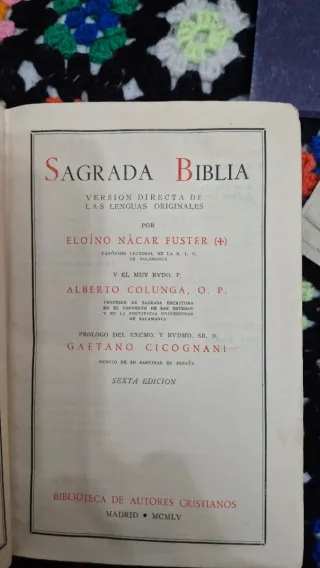 SAGRADA BIBLIA
VERSION DIRECTA DE
LAS LENGUAS ORIGINALES
POR
ELOÍNO NÁCAR FUSTER (✠)
CANÓNIGO LECTORAL DE LA S. I. C.
DE SALAMANCA
Y EL MUY RVDO. P.
ALBERTO COLUNGA, O. P.
PROFESOR DE SAGRADA ESCRITURA
EN EL CONVENTO DE SAN ESTEBAN
Y EN LA PONTIFICIA UNIVERSIDAD
DE SALAMANCA
PROLOGO DEL EXCMO. Y RVDMO. SR. D.
GAETANO CICOGNANI
NUNCIO DE SU SANTIDAD EN ESPAÑA
SEXTA EDICION
BIBLIOTECA DE AUTORES CRISTIANOS
MADRID • MCMLV